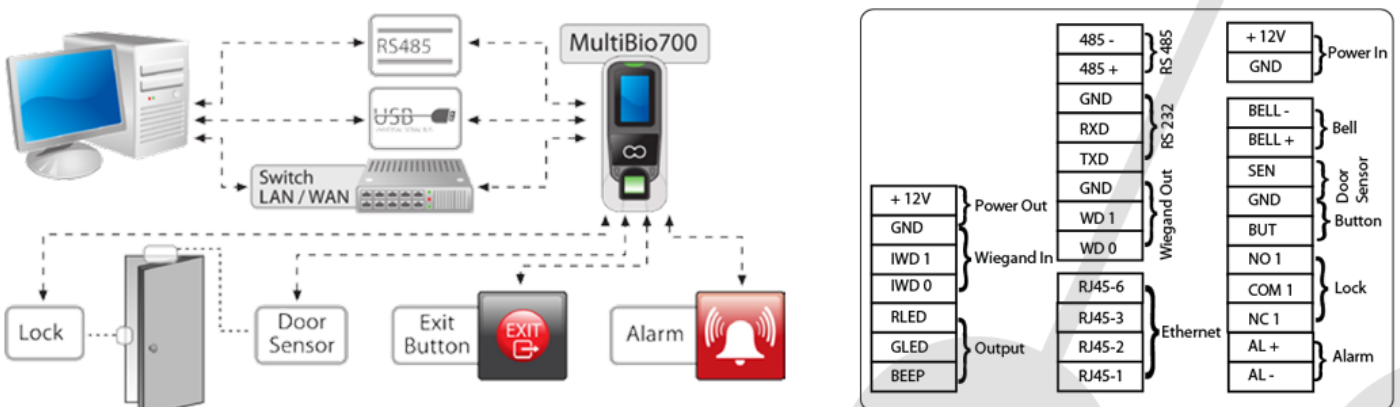 RS485
MultiBio700
USB
Switch
LAN / WAN
Lock
Door
Sensor
Exit
Button
EXIT
Alarm
+ 12V
GND
IWD 1
IWD 0
RLED
GLED
BEEP
Power Out
Wiegand In
Output
485 -
485 +
GND
RXD
TXD
GND
WD 1
WD 0
RJ45-6
RJ45-3
RJ45-2
RJ45-1
RS 485
RS 232
Wiegand Out
Ethernet
+ 12V
GND
BELL -
BELL +
SEN
GND
BUT
NO 1
COM 1
NC 1
AL +
AL -
Power In
Bell
Door
Sensor
Button
Lock
Alarm